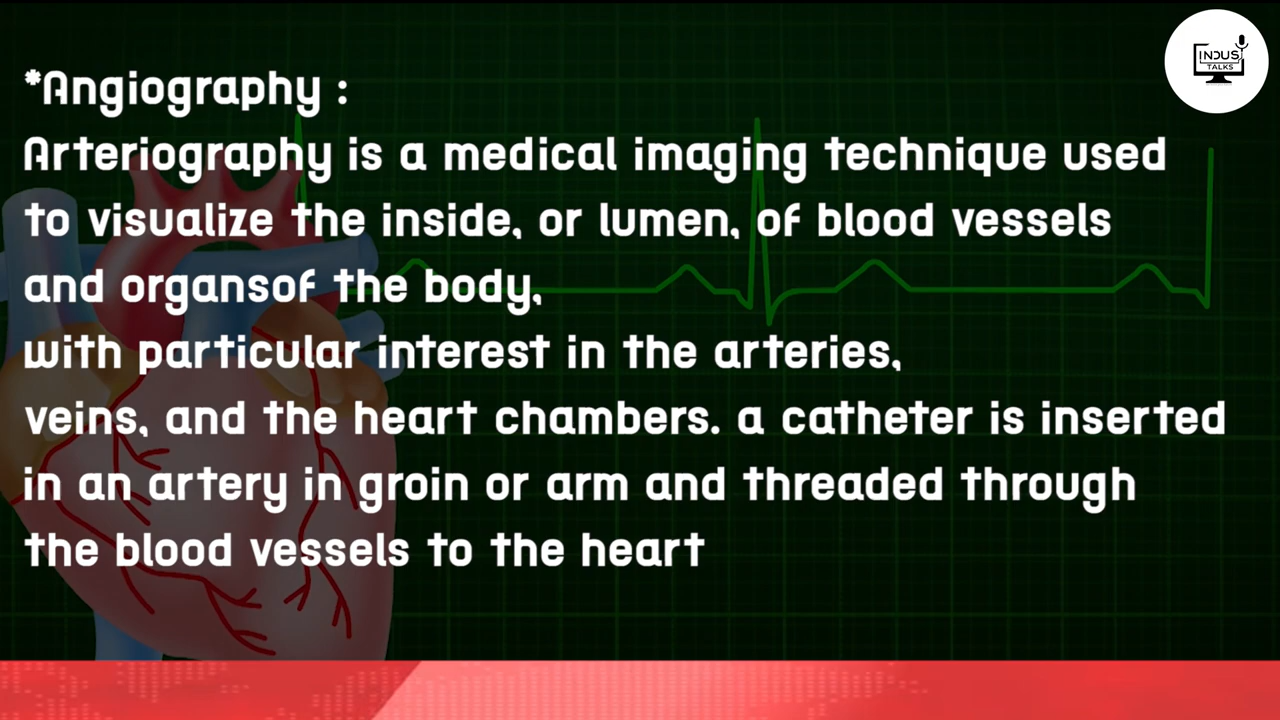 INDUS
TALKS
*Angiography :
Arteriography is a medical imaging technique used
to visualize the inside, or lumen, of blood vessels
and organsof the body,
with particular interest in the arteries,
veins, and the heart chambers. a catheter is inserted
in an artery in groin or arm and threaded through
the blood vessels to the heart